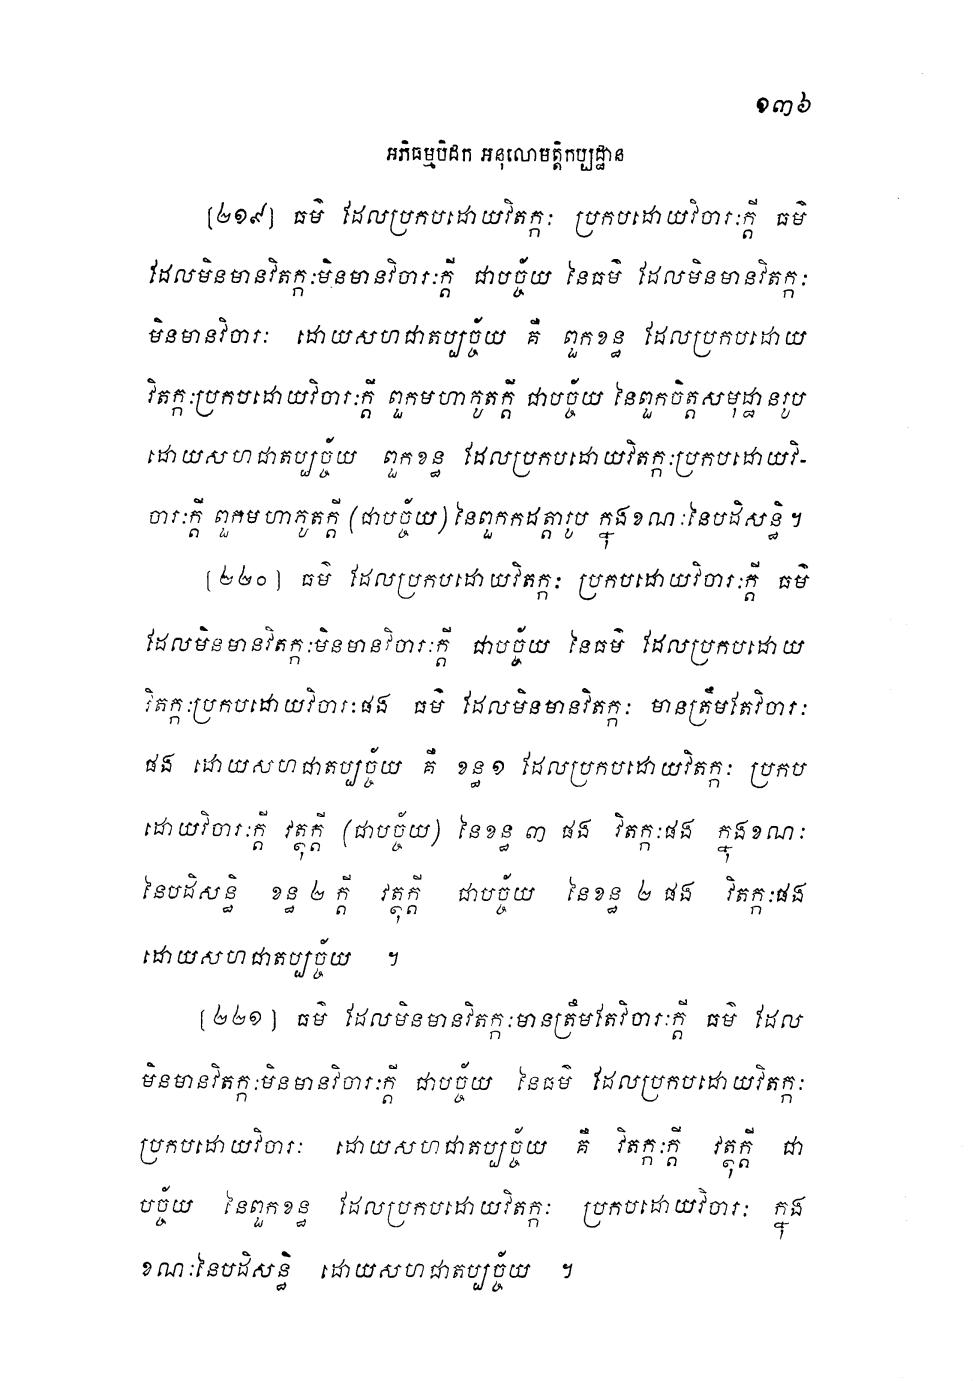 ១៣៦
អភិធម្មបិដក អនុលោមត្តិកប្បដ្ឋាន
[២១៩] ធម៌ ដែលប្រកបដោយវិតក្កៈ ប្រកបដោយវិចារៈក្តី ធម៌
ដែលមិនមានវិតក្កៈមិនមានវិចារៈក្តី ជាបច្ច័យ នៃធម៌ ដែលមិនមានវិតក្កៈ
មិនមានវិចារៈ ដោយសហជាតប្បច្ច័យ គឺ ពួកខន្ធ ដែលប្រកបដោយ
វិតក្កៈប្រកបដោយវិចារៈក្តី ពួកមហាភូតក្តី ជាបច្ច័យ នៃពួកចិត្តសមុដ្ឋានរូប
ដោយសហជាតប្បច្ច័យ ពួកខន្ធ ដែលប្រកបដោយវិតក្កៈប្រកបដោយវិ-
ចារៈក្តី ពួកមហាភូតក្តី (ជាបច្ច័យ) នៃពួកកដត្តារូប ក្នុងខណៈនៃបដិសន្ធិ ។
[២២០] ធម៌ ដែលប្រកបដោយវិតក្កៈ ប្រកបដោយវិចារៈក្តី ធម៌
ដែលមិនមានវិតក្កៈមិនមានវិចារៈក្តី ជាបច្ច័យ នៃធម៌ ដែលប្រកបដោយ
វិតក្កៈប្រកបដោយវិចារៈផង ធម៌ ដែលមិនមានវិតក្កៈ មានត្រឹមតែវិចារៈ
ផង ដោយសហជាតប្បច្ច័យ គឺ ខន្ធ ១ ដែលប្រកបដោយវិតក្កៈ ប្រកប
ដោយវិចារៈក្តី វត្ថុក្តី (ជាបច្ច័យ) នៃខន្ធ ៣ ផង វិតក្កៈផង ក្នុងខណៈ
នៃបដិសន្ធិ ខន្ធ ២ ក្តី វត្ថុក្តី ជាបច្ច័យ នៃខន្ធ ២ ផង វិតក្កៈផង
ដោយសហជាតប្បច្ច័យ ។
[២២១] ធម៌ ដែលមិនមានវិតក្កៈមានត្រឹមតែវិចារៈក្តី ធម៌ ដែល
មិនមានវិតក្កៈមិនមានវិចារៈក្តី ជាបច្ច័យ នៃធម៌ ដែលប្រកបដោយវិតក្កៈ
ប្រកបដោយវិចារៈ ដោយសហជាតប្បច្ច័យ គឺ វិតក្កៈក្តី វត្ថុក្តី ជា
បច្ច័យ នៃពួកខន្ធ ដែលប្រកបដោយវិតក្កៈ ប្រកបដោយវិចារៈ ក្នុង
ខណៈនៃបដិសន្ធិ ដោយសហជាតប្បច្ច័យ ។